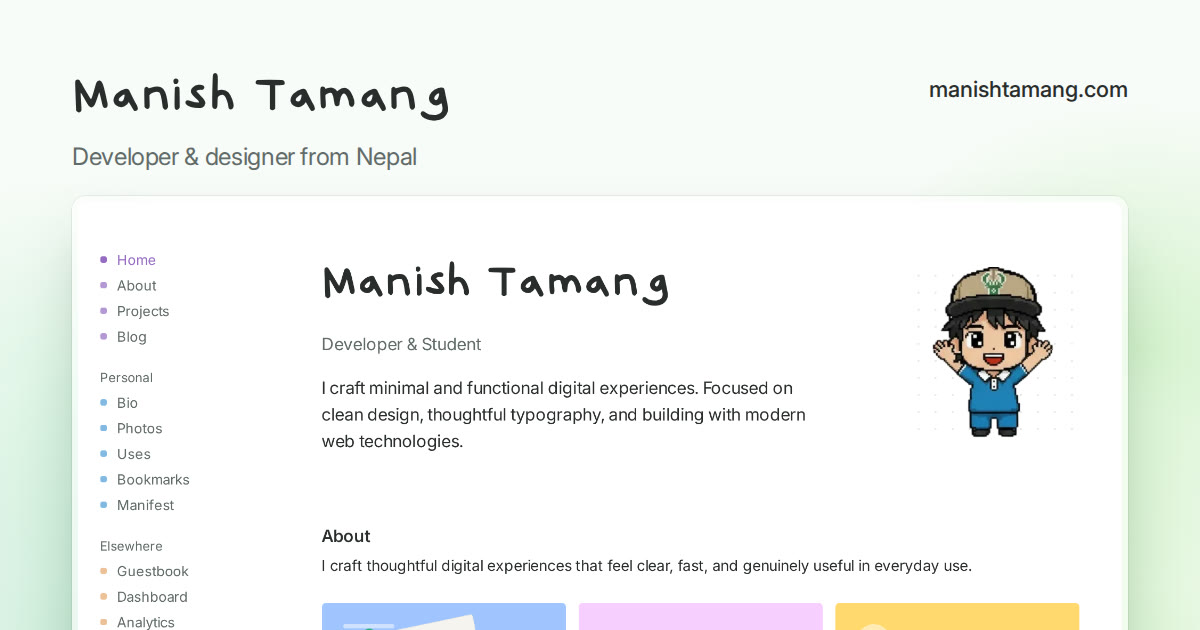 Manish Tamang
manishtamang.com
Developer & designer from Nepal
Home
About
Projects
Blog
Personal
Bio
Photos
Uses
Bookmarks
Manifest
Elsewhere
Guestbook
Dashboard
Analytics
Manish Tamang
Developer & Student
I craft minimal and functional digital experiences. Focused on
clean design, thoughtful typography, and building with modern
web technologies.
About
I craft thoughtful digital experiences that feel clear, fast, and genuinely useful in everyday use.